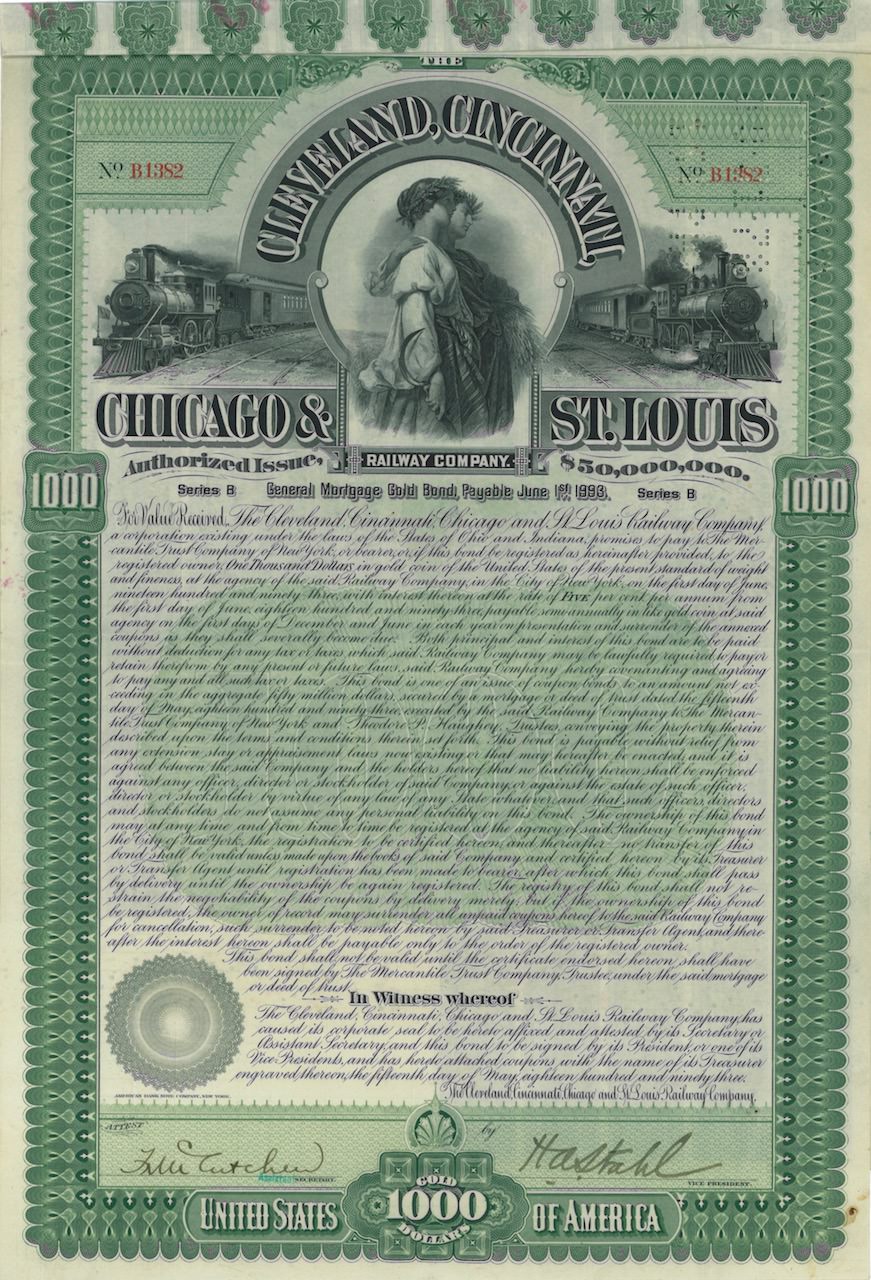 THE
CLEVELAND, CINCINNATI,
No B1382
No B1382
CHICAGO & ST. LOUIS
RAILWAY COMPANY.
Authorized Issue, $50,000,000.
Series B General Mortgage Gold Bond, Payable June 1st 1993. Series B
1000
1000
For Value Received, The Cleveland, Cincinnati, Chicago and St. Louis Railway Company,
a corporation existing under the laws of the States of Ohio and Indiana, promises to pay to The Mer-
cantile Trust Company of New York, or bearer, or, if this bond be registered as hereinafter provided, to the
registered owner, One Thousand Dollars in gold coin of the United States of the present standard of weight
and fineness, at the agency of the said Railway Company, in the City of New York, on the first day of June,
nineteen hundred and ninety three, with interest thereon at the rate of FIVE per cent per annum, from
the first day of June, eighteen hundred and ninety three, payable semi-annually in like gold coin, at said
agency on the first days of December and June in each year on presentation and surrender of the annexed
coupons as they shall severally become due. Both principal and interest of this bond are to be paid
without deduction for any tax or taxes which said Railway Company may be lawfully required to pay or
retain therefrom by any present or future laws, said Railway Company hereby covenanting and agreeing
to pay any and all such tax or taxes. This bond is one of an issue of coupon bonds to an amount not ex-
ceeding in the aggregate fifty million dollars, secured by a mortgage or deed of trust dated the fifteenth
day of May, eighteen hundred and ninety three, executed by the said Railway Company to The Mercan-
tile Trust Company of New York and Theodore P. Haughey, Trustees, conveying the property therein
described upon the terms and conditions therein set forth. This bond is payable without relief from
any extension, stay or appraisement laws now existing or that may hereafter be enacted, and it is
agreed between the said Company and the holders hereof that no liability hereon shall be enforced
against any officer, director or stockholder of said Company, or against the estate of such officer,
director or stockholder by virtue of any law of any State whatever, and that such officers, directors
and stockholders do not assume any personal liability on this bond. The ownership of this bond
may at any time and from time to time be registered at the agency of said Railway Company in
the City of New York, the registration to be certified hereon, and thereafter no transfer of this
bond shall be valid unless made upon the books of said Company and certified hereon by its Treasurer
or Transfer Agent until registration has been made to bearer, after which this bond shall pass
by delivery until the ownership be again registered. The registry of this bond shall not re-
strain the negotiability of the coupons by delivery merely, but if the ownership of this bond
be registered, the owner of record may surrender all unpaid coupons hereof to the said Railway Company
for cancellation, such surrender to be noted hereon by said Treasurer or Transfer Agent, and there-
after the interest hereon shall be payable only to the order of the registered owner.
This bond shall not be valid until the certificate endorsed hereon, shall have
been signed by The Mercantile Trust Company, Trustee, under the said mortgage
or deed of trust.
In Witness whereof
The Cleveland, Cincinnati, Chicago and St. Louis Railway Company, has
caused its corporate seal to be hereto affixed and attested by its Secretary or
Assistant Secretary, and this bond to be signed by its President, or one of its
Vice-Presidents, and has hereto attached coupons with the name of its Treasurer
engraved thereon, the fifteenth day of May, eighteen hundred and ninety three.
The Cleveland, Cincinnati, Chicago and St. Louis Railway Company,
AMERICAN BANK NOTE COMPANY, NEW YORK.
ATTEST by
Assistant SECRETARY.
H A Stahl
VICE PRESIDENT.
UNITED STATES
GOLD
1000
DOLLARS
OF AMERICA